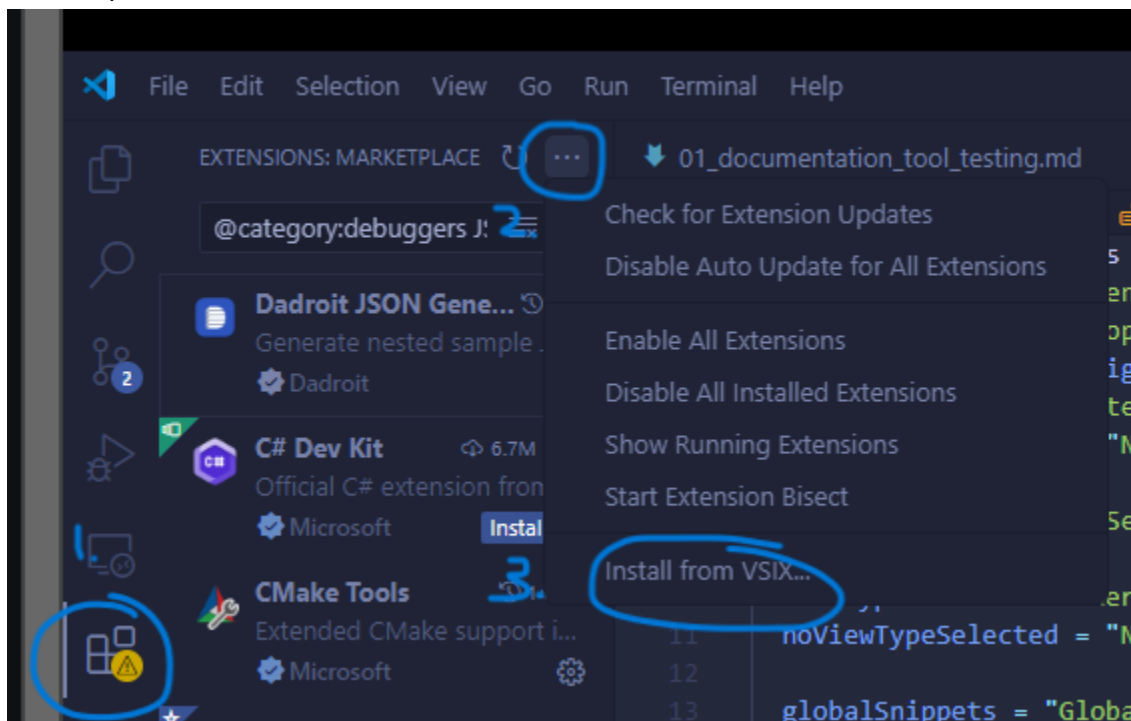 File Edit Selection View Go Run Terminal Help
EXTENSIONS: MARKETPLACE
01_documentation_tool_testing.md
2.
@category:debuggers
Check for Extension Updates
Disable Auto Update for All Extensions
Enable All Extensions
Disable All Installed Extensions
Show Running Extensions
Start Extension Bisect
Install from VSIX...
Dadroit JSON Gene...
Generate nested sample
Dadroit
2
C# Dev Kit 6.7M
C#
Official C# extension from
Microsoft
1.
3.
CMake Tools
Extended CMake support i...
Microsoft
11 noViewTypeSelected = "N
12
13 globalSnippets = "Globa